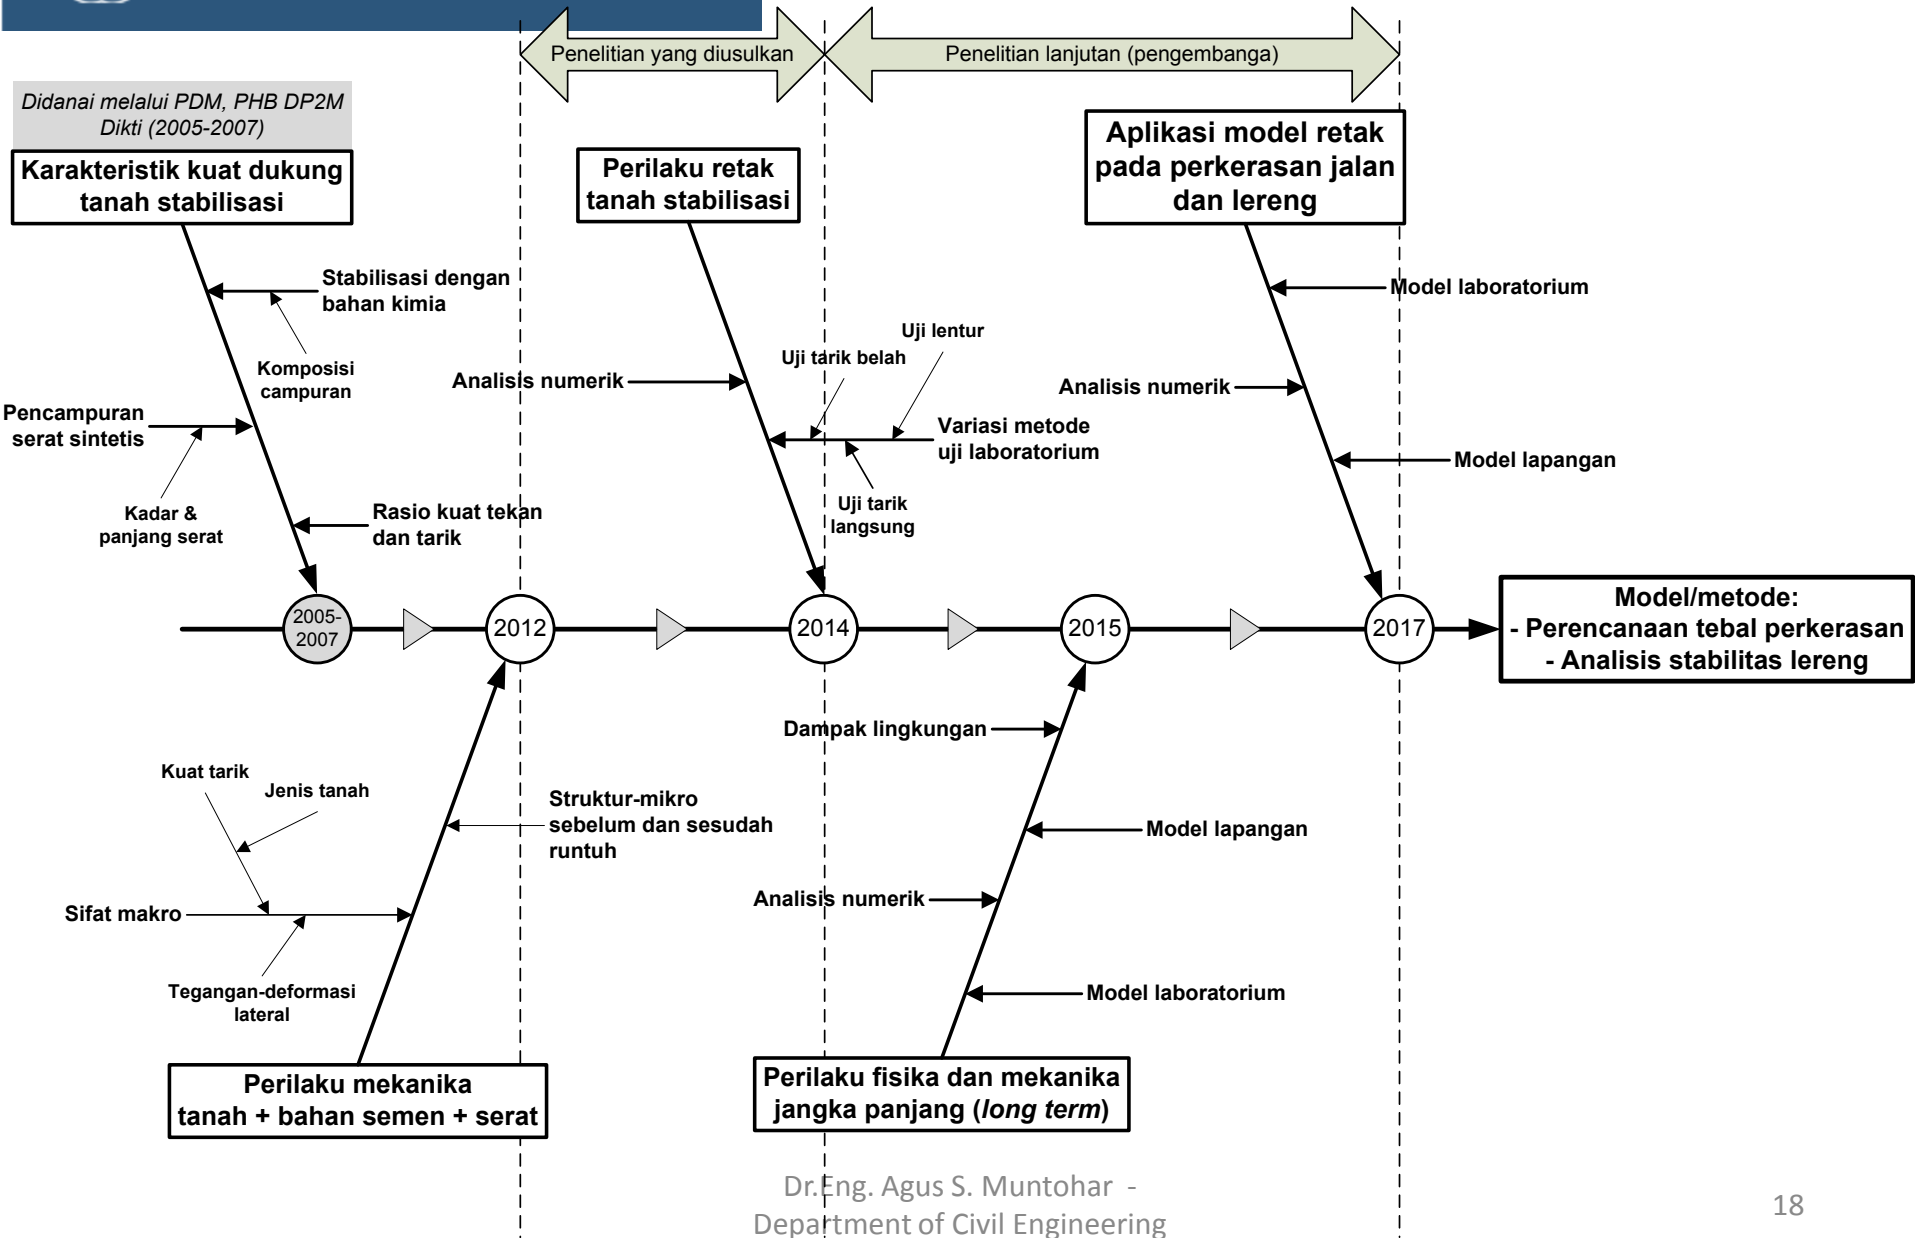 Penelitian yang diusulkan
Penelitian lanjutan (pengembanga)
Didanai melalui PDM, PHB DP2M
Dikti (2005-2007)
Karakteristik kuat dukung
tanah stabilisasi
Perilaku retak
tanah stabilisasi
Aplikasi model retak
pada perkerasan jalan
dan lereng
Stabilisasi dengan
bahan kimia
Komposisi
campuran
Pencampuran
serat sintetis
Kadar &
panjang serat
Rasio kuat tekan
dan tarik
Analisis numerik
Uji tarik belah
Uji lentur
Variasi metode
uji laboratorium
Uji tarik
langsung
Model laboratorium
Analisis numerik
Model lapangan
2005-
2007
2012
2014
2015
2017
Model/metode:
- Perencanaan tebal perkerasan
- Analisis stabilitas lereng
Kuat tarik
Jenis tanah
Sifat makro
Tegangan-deformasi
lateral
Struktur-mikro
sebelum dan sesudah
runtuh
Dampak lingkungan
Model lapangan
Analisis numerik
Model laboratorium
Perilaku mekanika
tanah + bahan semen + serat
Perilaku fisika dan mekanika
jangka panjang (long term)
Dr.Eng. Agus S. Muntohar -
Department of Civil Engineering
18